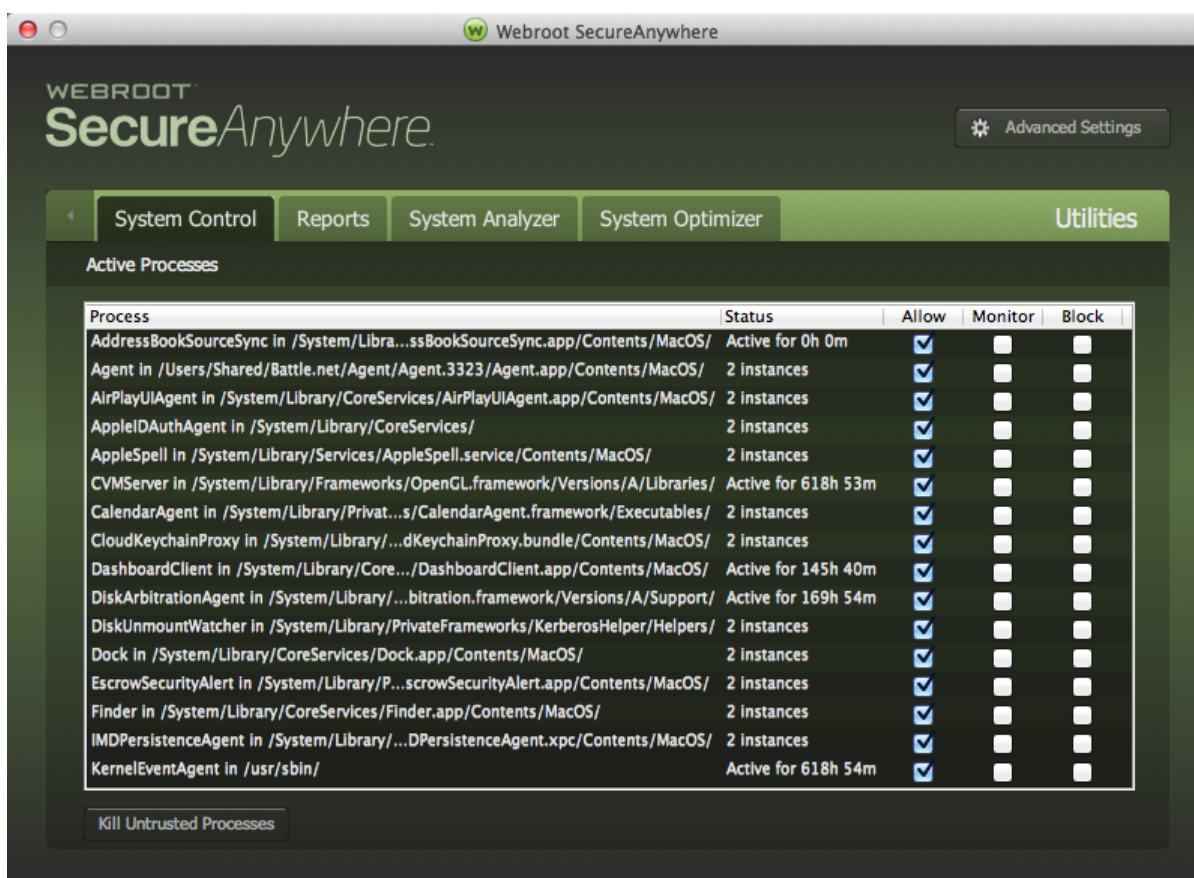 Webroot SecureAnywhere
WEBROOT
SecureAnywhere.
Advanced Settings
System Control Reports System Analyzer System Optimizer Utilities
Active Processes
Process Status Allow Monitor Block
AddressBookSourceSync in /System/Libra...ssBookSourceSync.app/Contents/MacOS/ Active for 0h 0m
Agent in /Users/Shared/Battle.net/Agent/Agent.3323/Agent.app/Contents/MacOS/ 2 instances
AirPlayUIAgent in /System/Library/CoreServices/AirPlayUIAgent.app/Contents/MacOS/ 2 instances
AppleIDAuthAgent in /System/Library/CoreServices/ 2 instances
AppleSpell in /System/Library/Services/AppleSpell.service/Contents/MacOS/ 2 instances
CVMServer in /System/Library/Frameworks/OpenGL.framework/Versions/A/Libraries/ Active for 618h 53m
CalendarAgent in /System/Library/Privat...s/CalendarAgent.framework/Executables/ 2 instances
CloudKeychainProxy in /System/Library/...dKeychainProxy.bundle/Contents/MacOS/ 2 instances
DashboardClient in /System/Library/Core.../DashboardClient.app/Contents/MacOS/ Active for 145h 40m
DiskArbitrationAgent in /System/Library/...bitration.framework/Versions/A/Support/ Active for 169h 54m
DiskUnmountWatcher in /System/Library/PrivateFrameworks/KerberosHelper/Helpers/ 2 instances
Dock in /System/Library/CoreServices/Dock.app/Contents/MacOS/ 2 instances
EscrowSecurityAlert in /System/Library/P...scrowSecurityAlert.app/Contents/MacOS/ 2 instances
Finder in /System/Library/CoreServices/Finder.app/Contents/MacOS/ 2 instances
IMDPersistenceAgent in /System/Library/...DPersistenceAgent.xpc/Contents/MacOS/ 2 instances
KernelEventAgent in /usr/sbin/ Active for 618h 54m
Kill Untrusted Processes